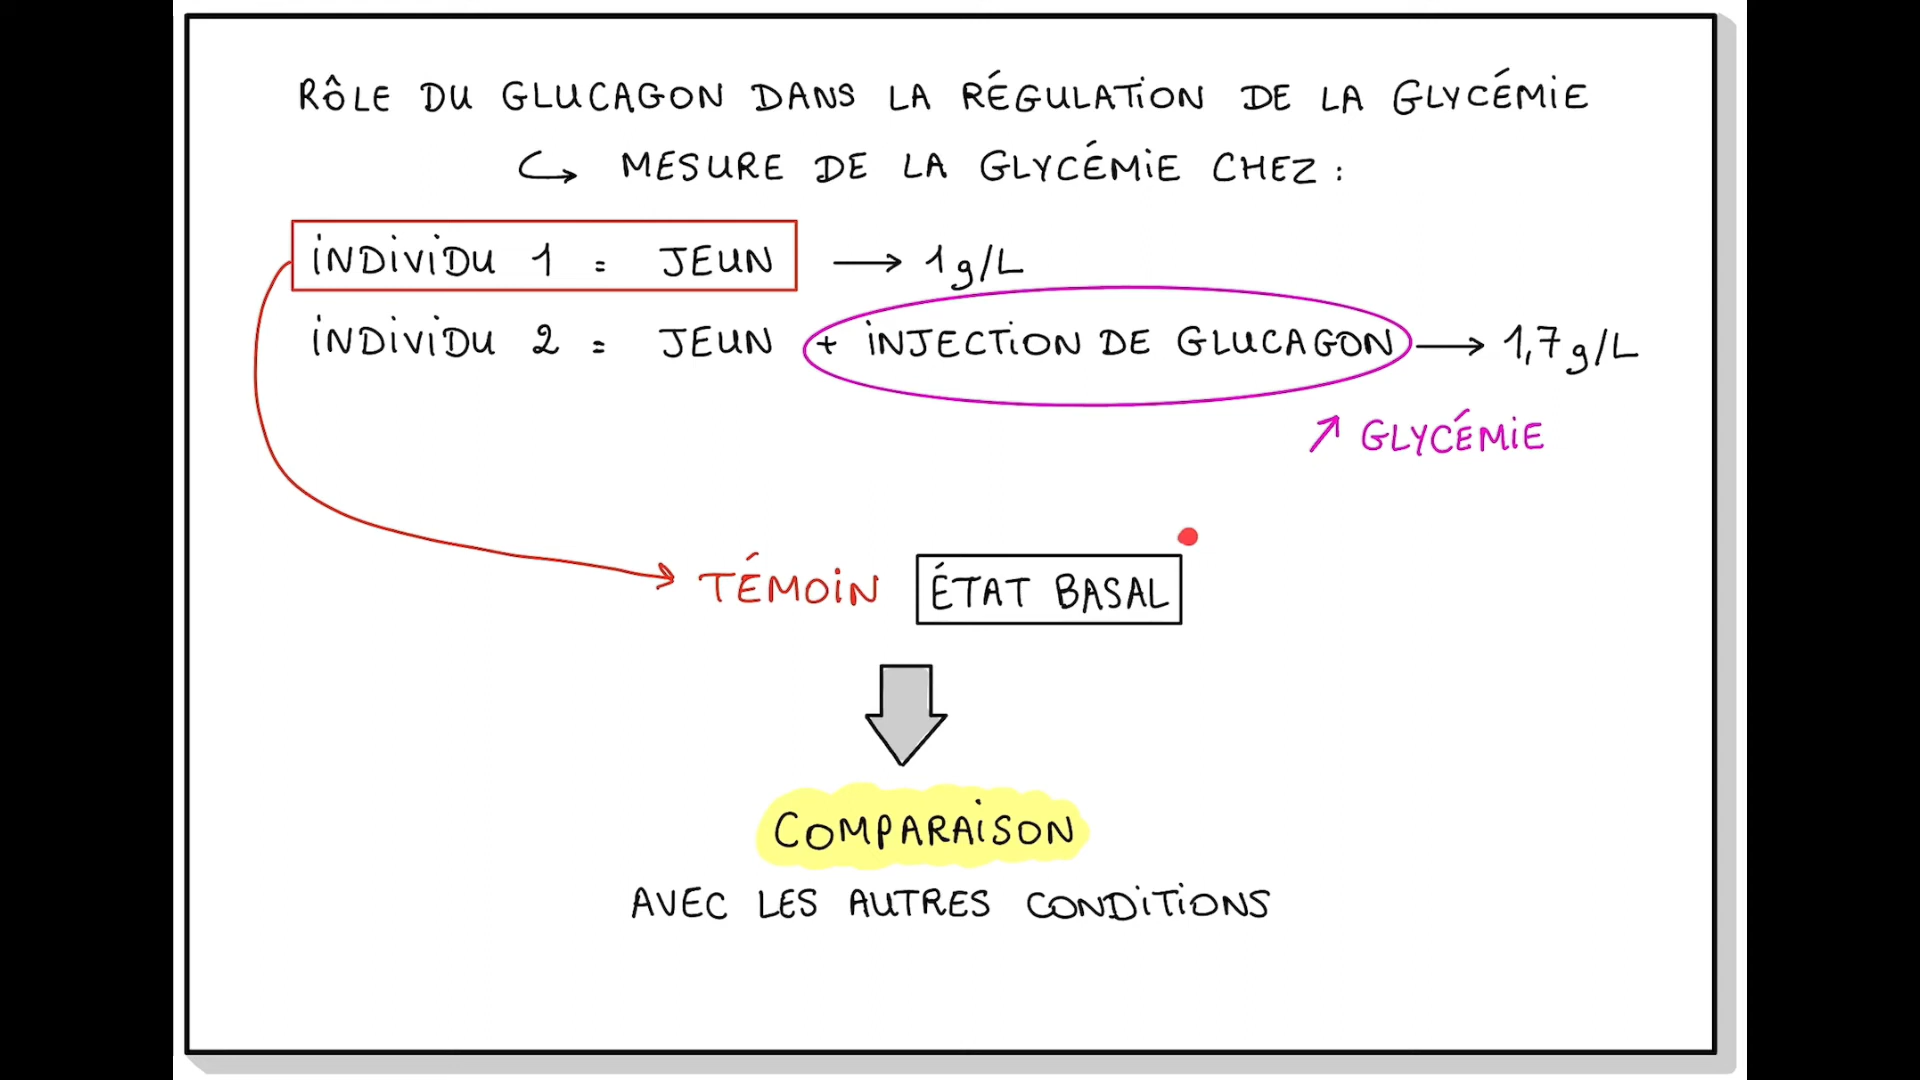 RÔLE DU GLUCAGON DANS LA RÉGULATION DE LA GLYCÉMIE
↪ MESURE DE LA GLYCÉMIE CHEZ :
INDIVIDU 1 = JEUN → 1 g/L
INDIVIDU 2 = JEUN + INJECTION DE GLUCAGON → 1,7 g/L
↗ GLYCÉMIE
TÉMOIN ÉTAT BASAL
COMPARAISON
AVEC LES AUTRES CONDITIONS